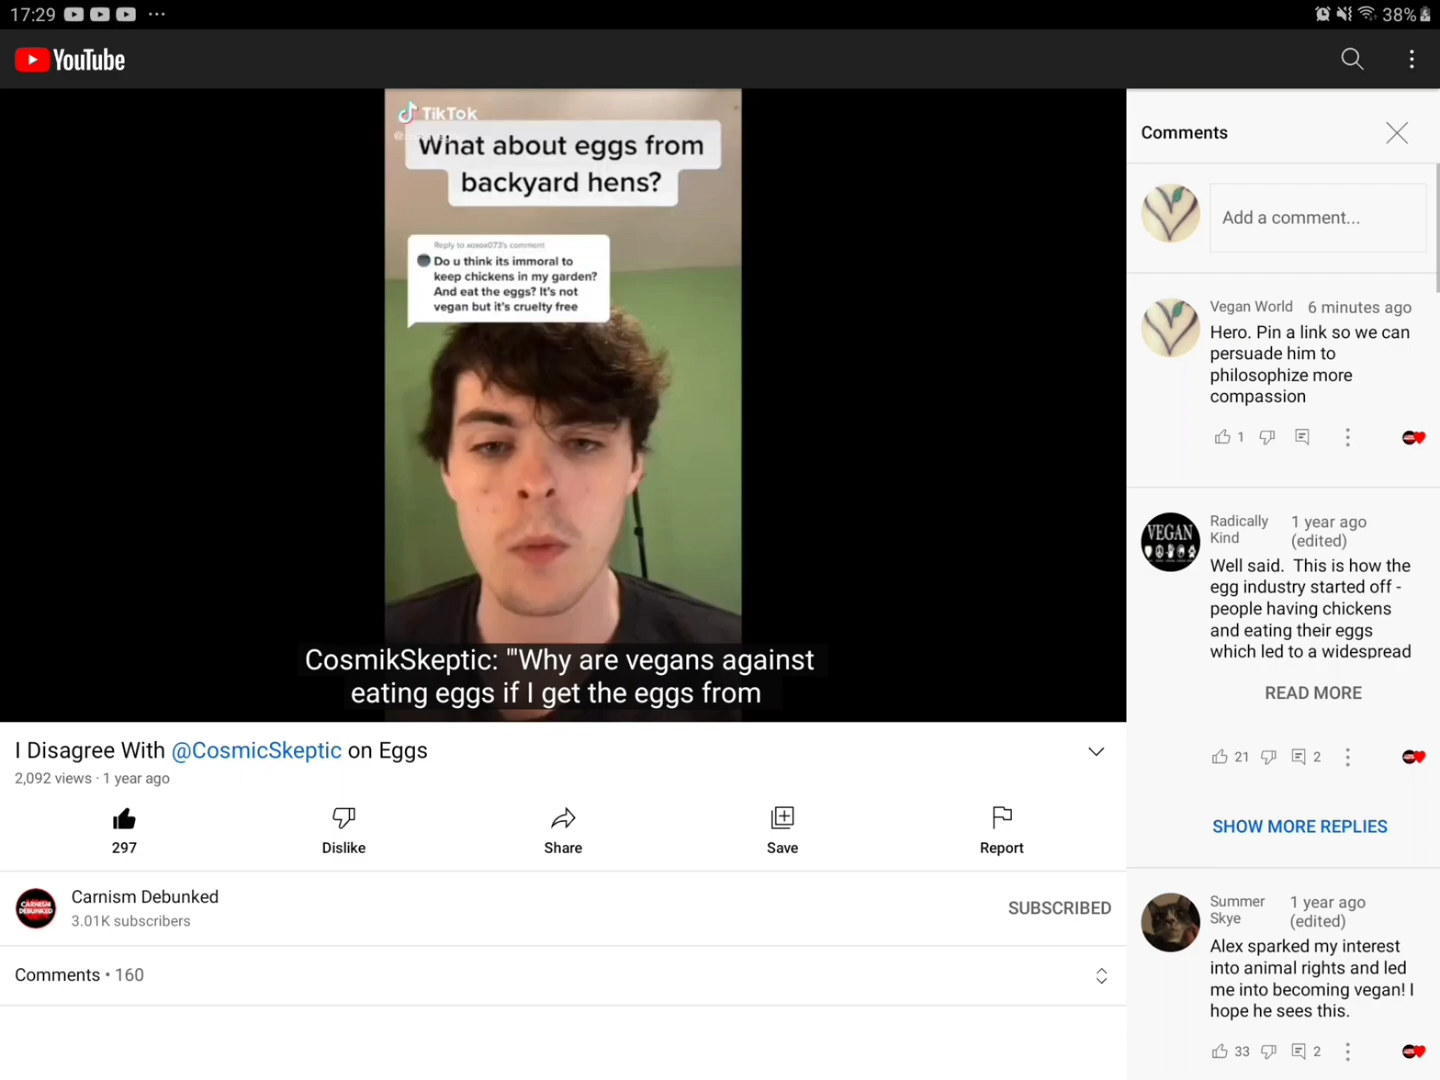 17:29
38%
YouTube
TikTok
What about eggs from
backyard hens?
Reply to xoxox073's comment
Do u think its immoral to
keep chickens in my garden?
And eat the eggs? It's not
vegan but it's cruelty free
CosmikSkeptic: '"Why are vegans against
eating eggs if I get the eggs from
I Disagree With @CosmicSkeptic on Eggs
2,092 views · 1 year ago
297
Dislike
Share
Save
Report
CARNISM
DEBUNKED
Carnism Debunked
3.01K subscribers
SUBSCRIBED
Comments • 160
Comments
Add a comment...
Vegan World 6 minutes ago
Hero. Pin a link so we can
persuade him to
philosophize more
compassion
1
VEGAN
Radically
Kind
1 year ago
(edited)
Well said. This is how the
egg industry started off -
people having chickens
and eating their eggs
which led to a widespread
READ MORE
21
2
SHOW MORE REPLIES
Summer
Skye
1 year ago
(edited)
Alex sparked my interest
into animal rights and led
me into becoming vegan! I
hope he sees this.
33
2